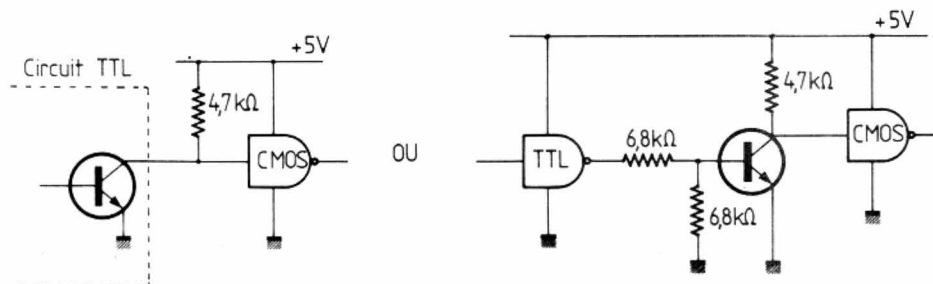 Circuit TTL
+5V
4,7kΩ
CMOS
OU
+5V
4,7kΩ
6,8kΩ
TTL
CMOS
6,8kΩ